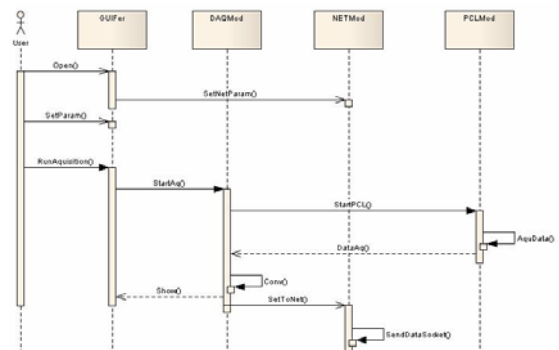 GUIFer
DAQMod
NETMod
PCLMod
User
Open()
SetNetParam()
SetParam()
RunAquisition()
StartAq()
StartPCL()
AquData()
DataAq()
Conv()
Show()
SetToNet()
SendDataSocket()